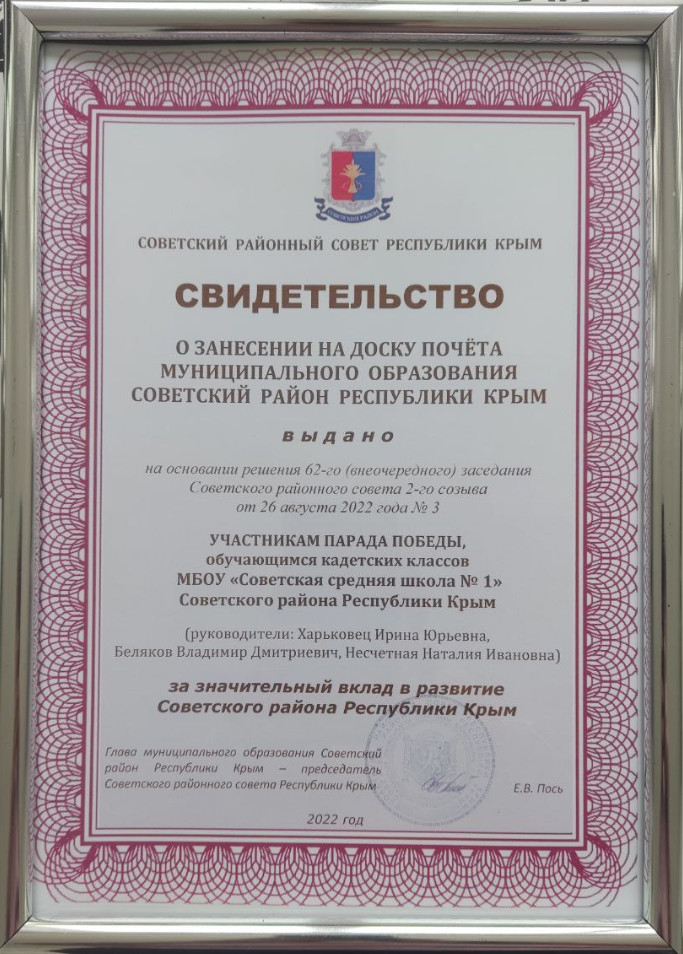 СОВЕТСКИЙ РАЙОН
СОВЕТСКИЙ РАЙОННЫЙ СОВЕТ РЕСПУБЛИКИ КРЫМ
СВИДЕТЕЛЬСТВО
О ЗАНЕСЕНИИ НА ДОСКУ ПОЧЁТА
МУНИЦИПАЛЬНОГО ОБРАЗОВАНИЯ
СОВЕТСКИЙ РАЙОН РЕСПУБЛИКИ КРЫМ
выдано
на основании решения 62-го (внеочередного) заседания
Советского районного совета 2-го созыва
от 26 августа 2022 года № 3
УЧАСТНИКАМ ПАРАДА ПОБЕДЫ,
обучающимся кадетских классов
МБОУ «Советская средняя школа № 1»
Советского района Республики Крым
(руководители: Харьковец Ирина Юрьевна,
Беляков Владимир Дмитриевич, Несчетная Наталия Ивановна)
за значительный вклад в развитие
Советского района Республики Крым
Глава муниципального образования Советский
район Республики Крым – председатель
Советского районного совета Республики Крым Е.В. Пось
2022 год